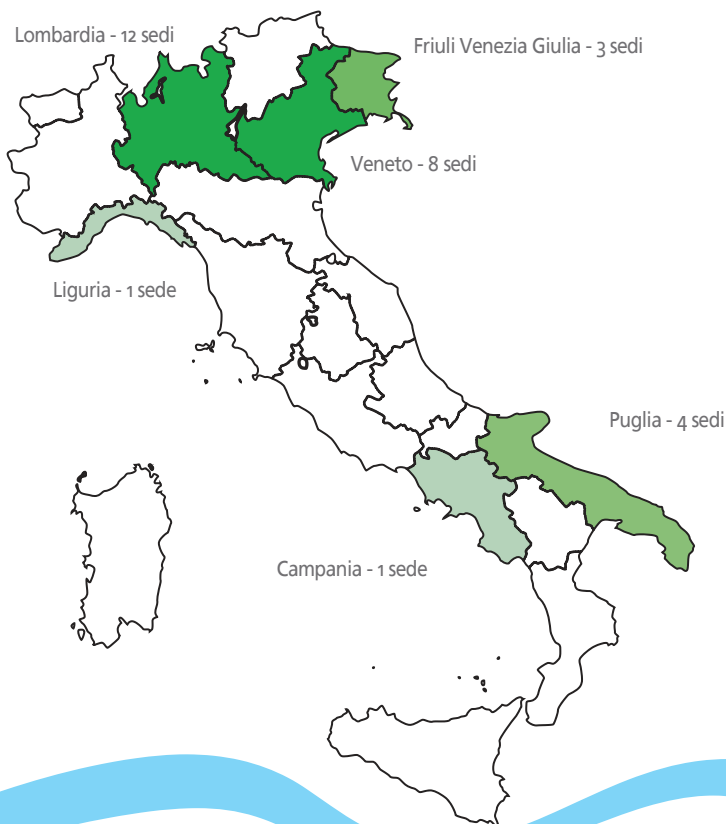 Lombardia - 12 sedi
Friuli Venezia Giulia - 3 sedi
Veneto - 8 sedi
Liguria - 1 sede
Puglia - 4 sedi
Campania - 1 sede